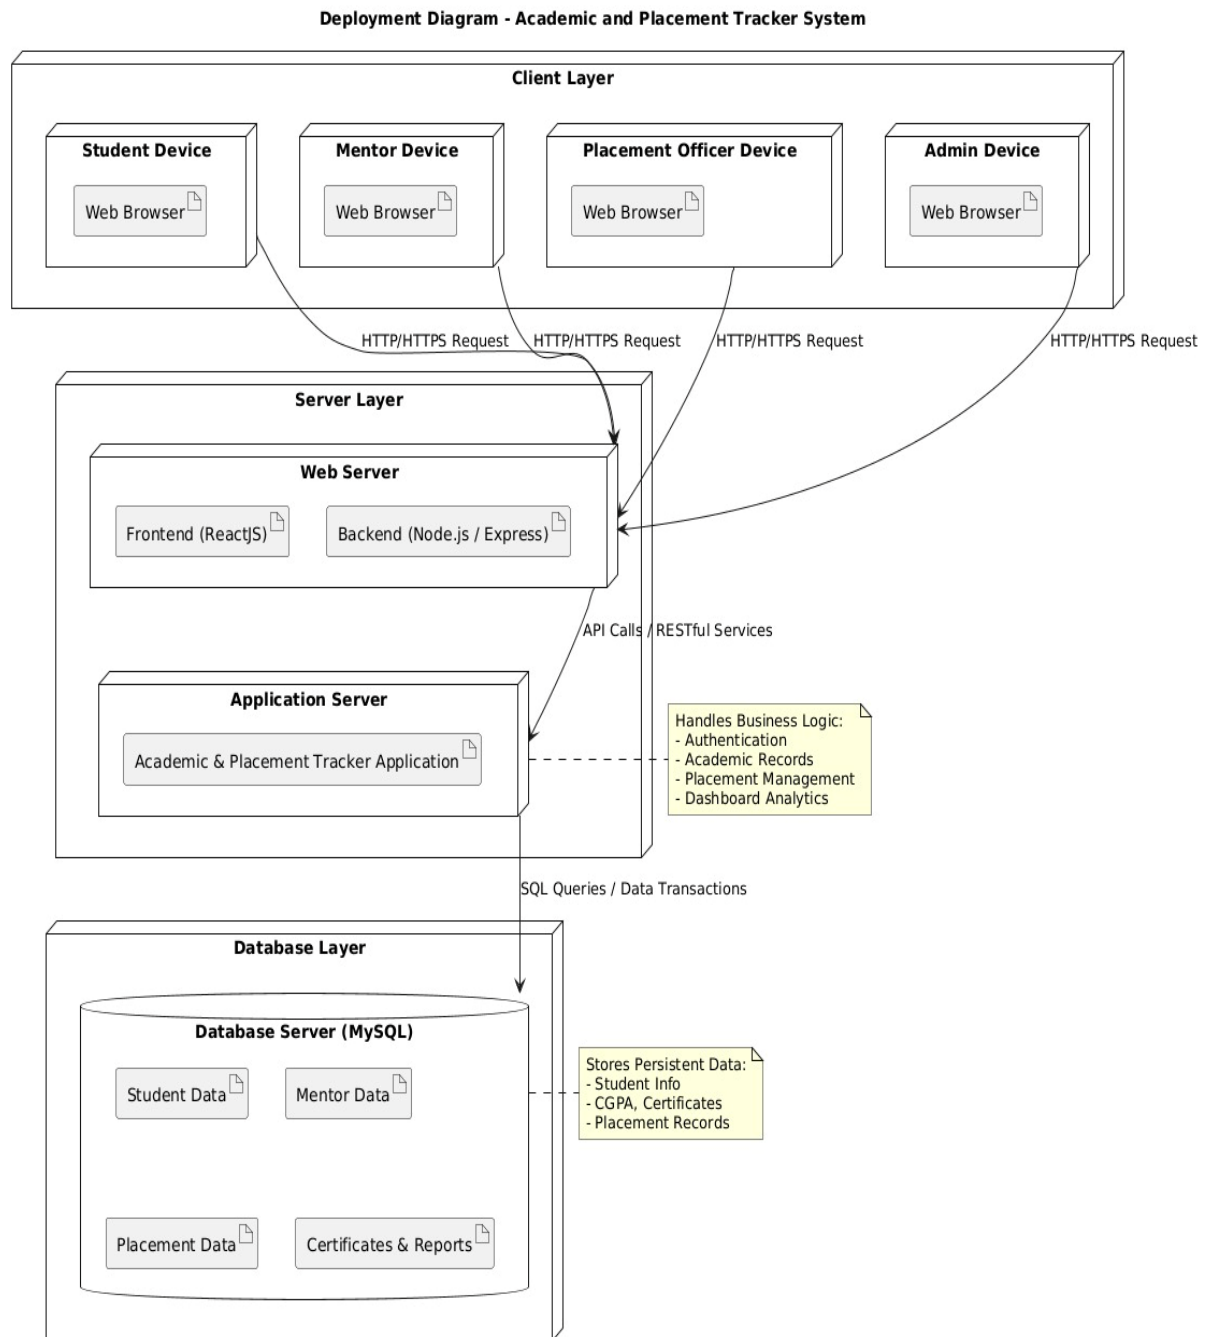 Deployment Diagram - Academic and Placement Tracker System
Client Layer
Student Device
Web Browser
Mentor Device
Web Browser
Placement Officer Device
Web Browser
Admin Device
Web Browser
HTTP/HTTPS Request
HTTP/HTTPS Request
HTTP/HTTPS Request
HTTP/HTTPS Request
Server Layer
Web Server
Frontend (ReactJS)
Backend (Node.js / Express)
API Calls / RESTful Services
Application Server
Academic & Placement Tracker Application
Handles Business Logic:
- Authentication
- Academic Records
- Placement Management
- Dashboard Analytics
SQL Queries / Data Transactions
Database Layer
Database Server (MySQL)
Student Data
Mentor Data
Placement Data
Certificates & Reports
Stores Persistent Data:
- Student Info
- CGPA, Certificates
- Placement Records